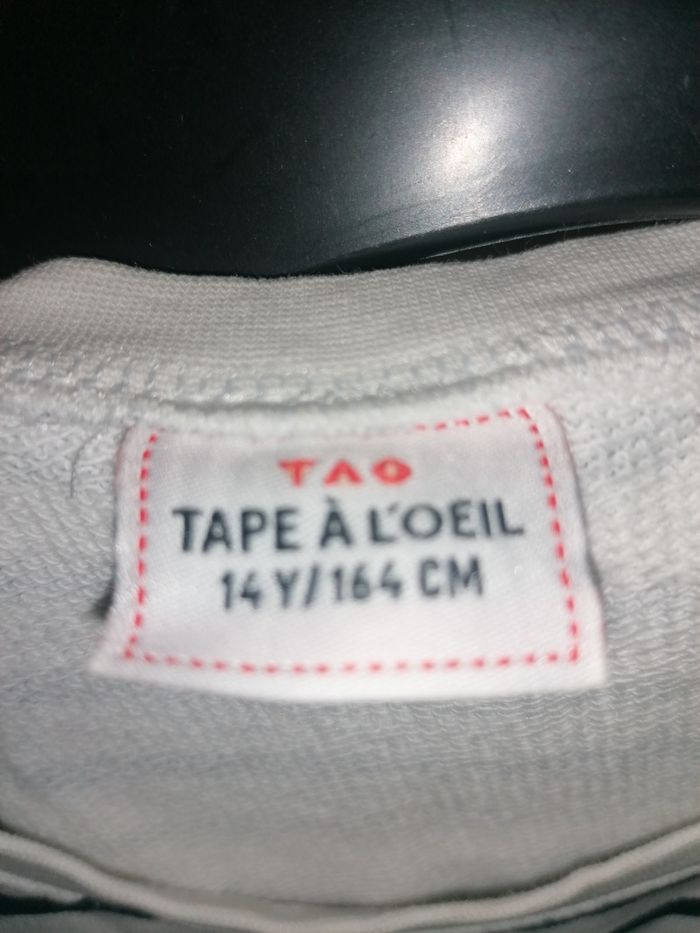 TAO
TAPE À L'OEIL
14 Y/164 CM